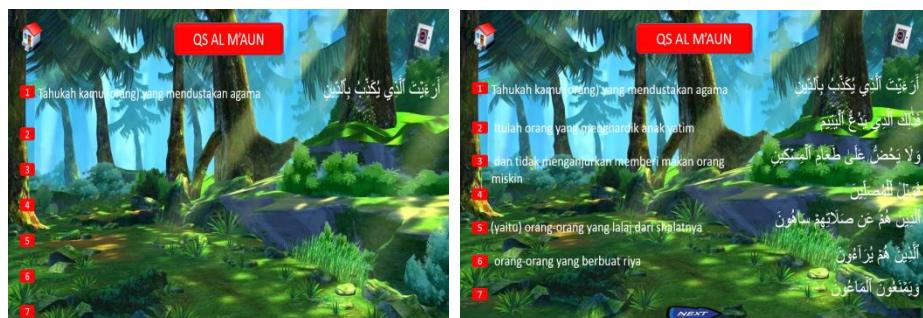 QS AL M'AUN
1 Tahukah kamu (orang) yang mendustakan agama
أَرَءَيْتَ ٱلَّذِي يُكَذِّبُ بِٱلدِّينِ
2
3
4
5
6
7
QS AL M'AUN
1 Tahukah kamu (orang) yang mendustakan agama
أَرَءَيْتَ ٱلَّذِي يُكَذِّبُ بِٱلدِّينِ
2 Itulah orang yang menghardik anak yatim
فَذَٰلِكَ ٱلَّذِي يَدُعُّ ٱلْيَتِيمَ
3 dan tidak menganjurkan memberi makan orang
miskin
وَلَا يَحُضُّ عَلَىٰ طَعَامِ ٱلْمِسْكِينِ
4
لِّلْمُصَلِّينَ
5 (yaitu) orang-orang yang lalai dari shalatnya
ٱلَّذِينَ هُمْ عَن صَلَاتِهِمْ سَاهُونَ
6 orang-orang yang berbuat riya
ٱلَّذِينَ هُمْ يُرَآءُونَ
7
وَيَمْنَعُونَ ٱلْمَاعُونَ
NEXT